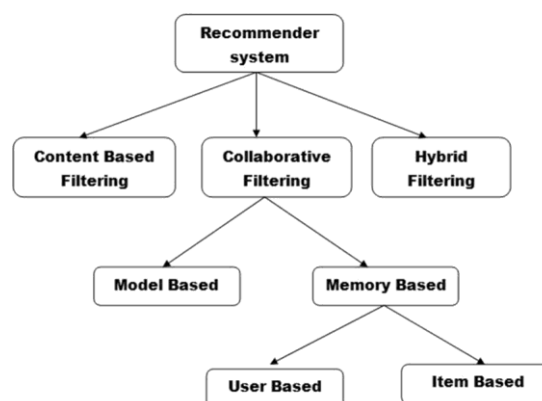 Recommender
system
Content Based
Filtering
Collaborative
Filtering
Hybrid
Filtering
Model Based
Memory Based
User Based
Item Based